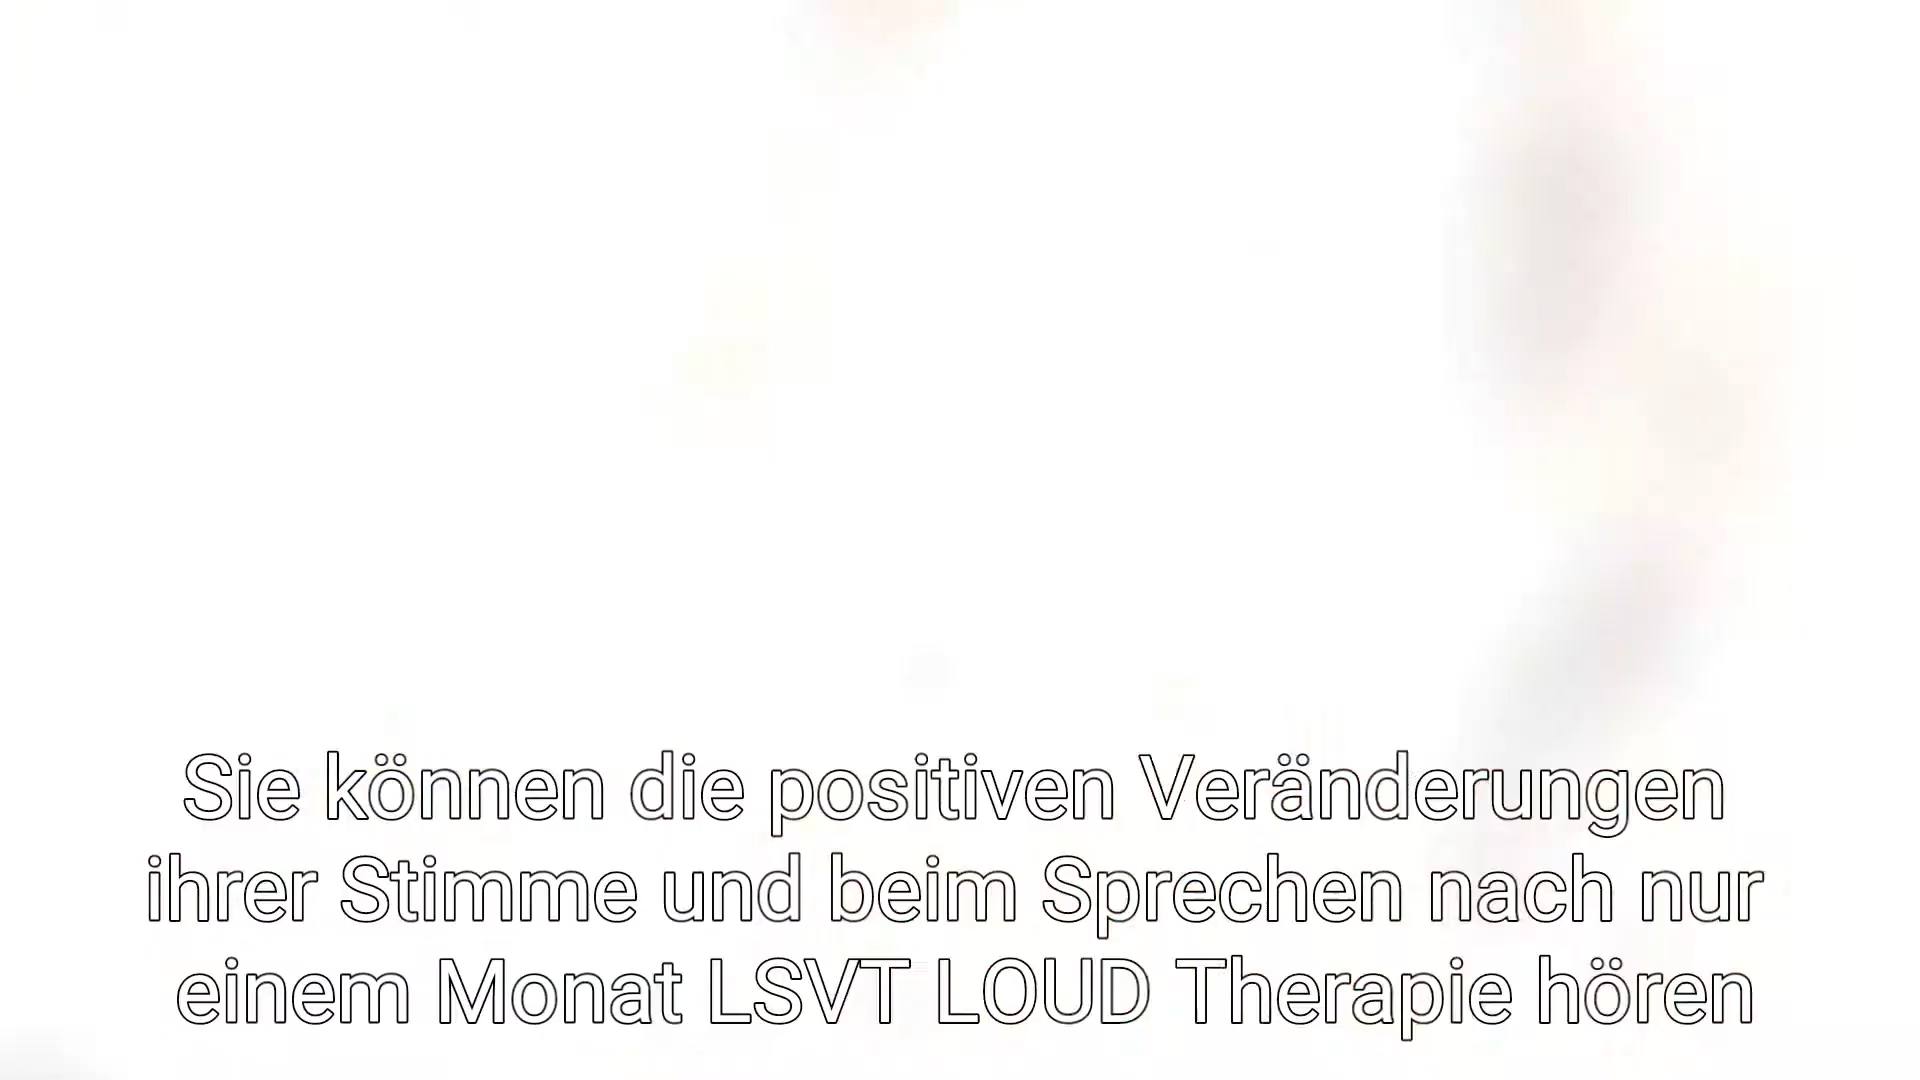 Sie können die positiven Veränderungen
ihrer Stimme und beim Sprechen nach nur
einem Monat LSVT LOUD Therapie hören